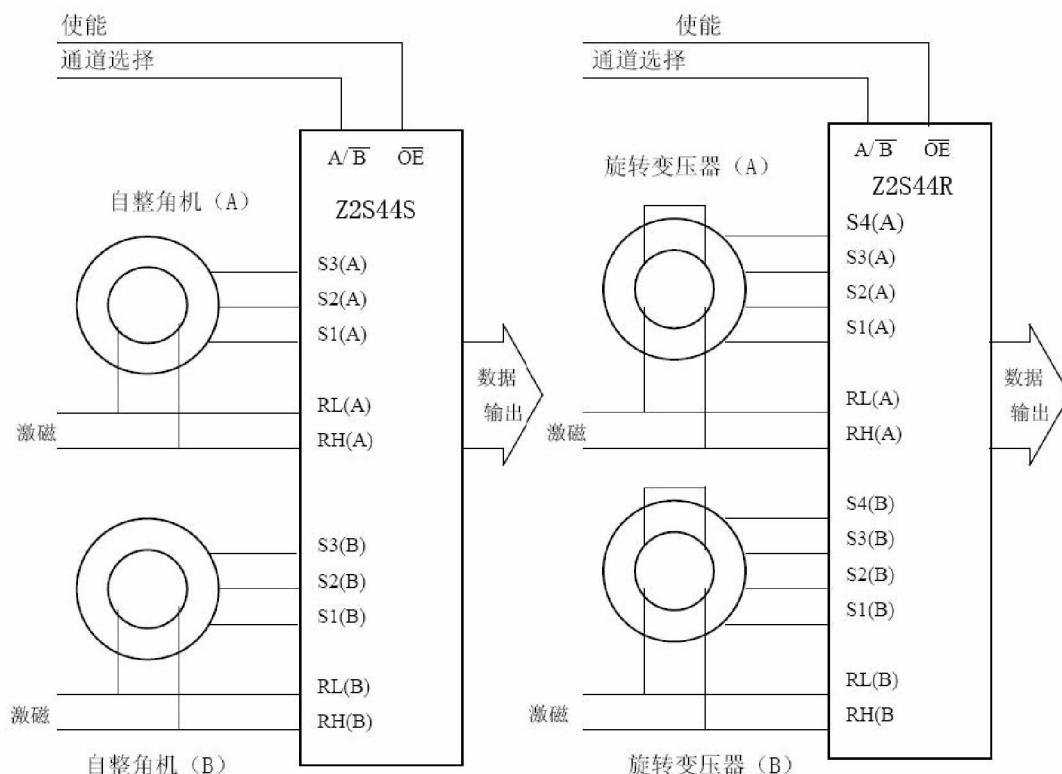 使能
通道选择
A/B̅ O̅E̅
Z2S44S
自整角机（A）
S3(A)
S2(A)
S1(A)
RL(A)
RH(A)
激磁
数据
输出
S3(B)
S2(B)
S1(B)
RL(B)
RH(B)
激磁
自整角机（B）
使能
通道选择
A/B̅ O̅E̅
Z2S44R
旋转变压器（A）
S4(A)
S3(A)
S2(A)
S1(A)
RL(A)
RH(A)
激磁
数据
输出
S4(B)
S3(B)
S2(B)
S1(B)
RL(B)
RH(B
激磁
旋转变压器（B）